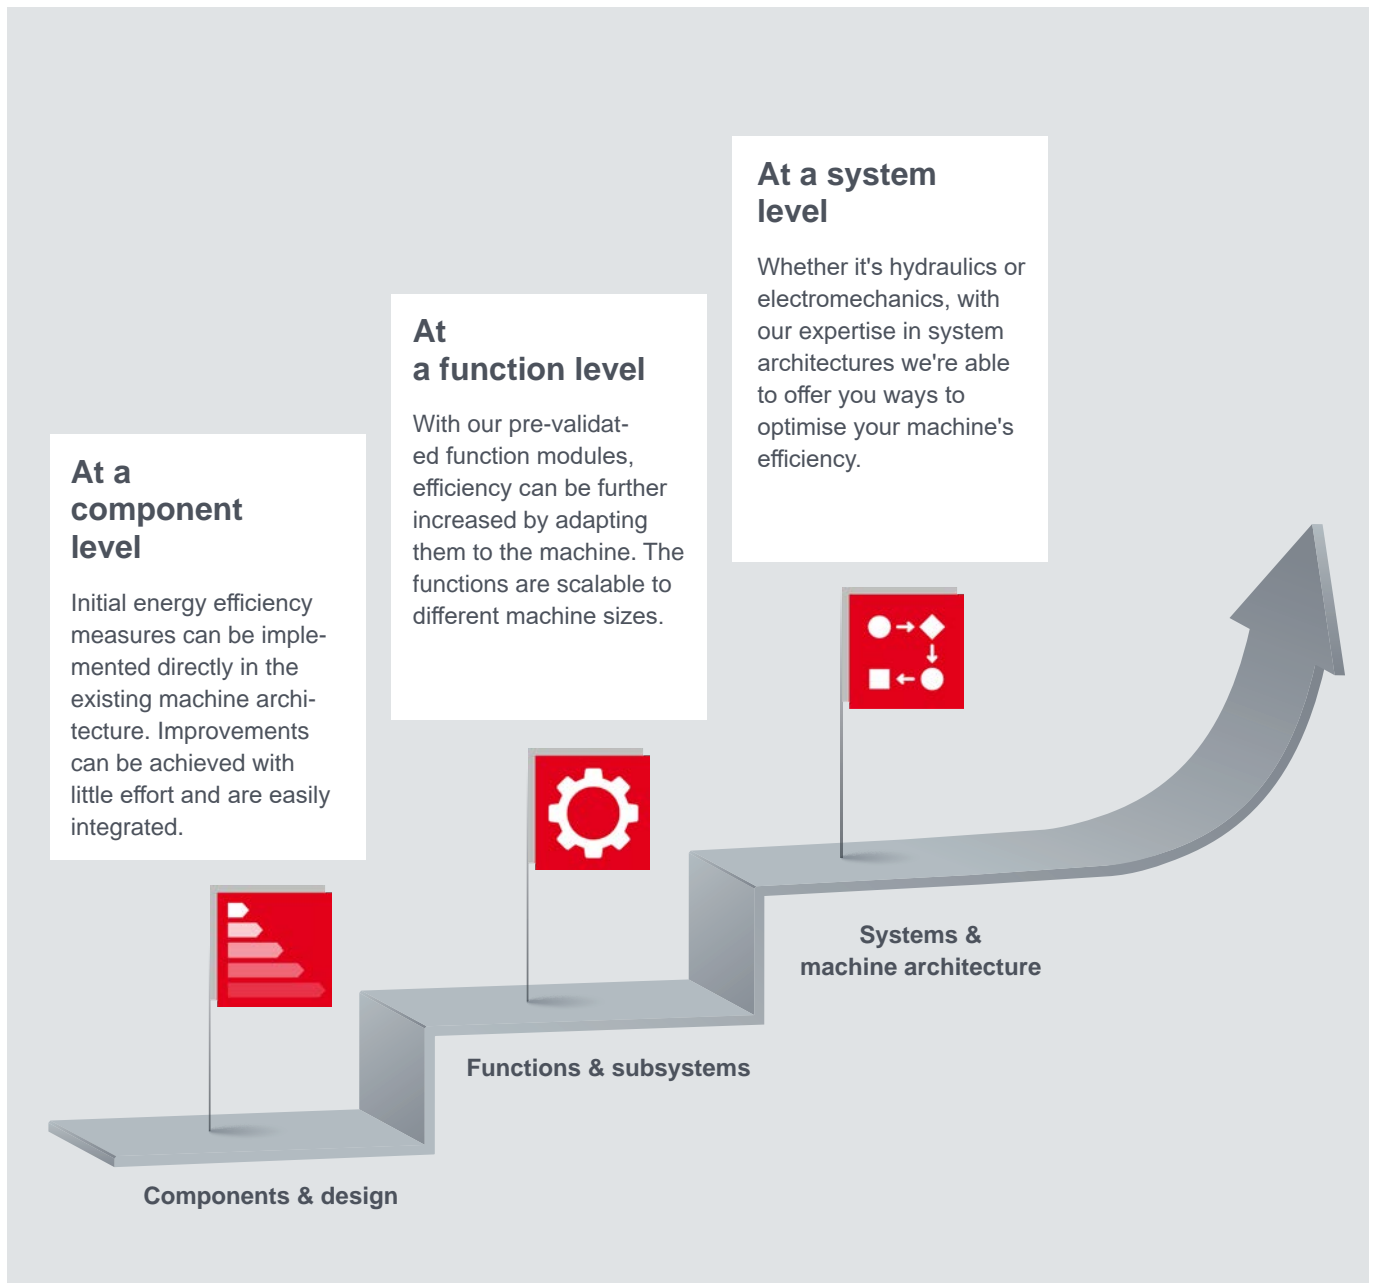 At a system
level
Whether it's hydraulics or
electromechanics, with
our expertise in system
architectures we're able
to offer you ways to
optimise your machine's
efficiency.
At
a function level
With our pre-validat-
ed function modules,
efficiency can be further
increased by adapting
them to the machine. The
functions are scalable to
different machine sizes.
At a
component
level
Initial energy efficiency
measures can be imple-
mented directly in the
existing machine archi-
tecture. Improvements
can be achieved with
little effort and are easily
integrated.
Systems &
machine architecture
Functions & subsystems
Components & design